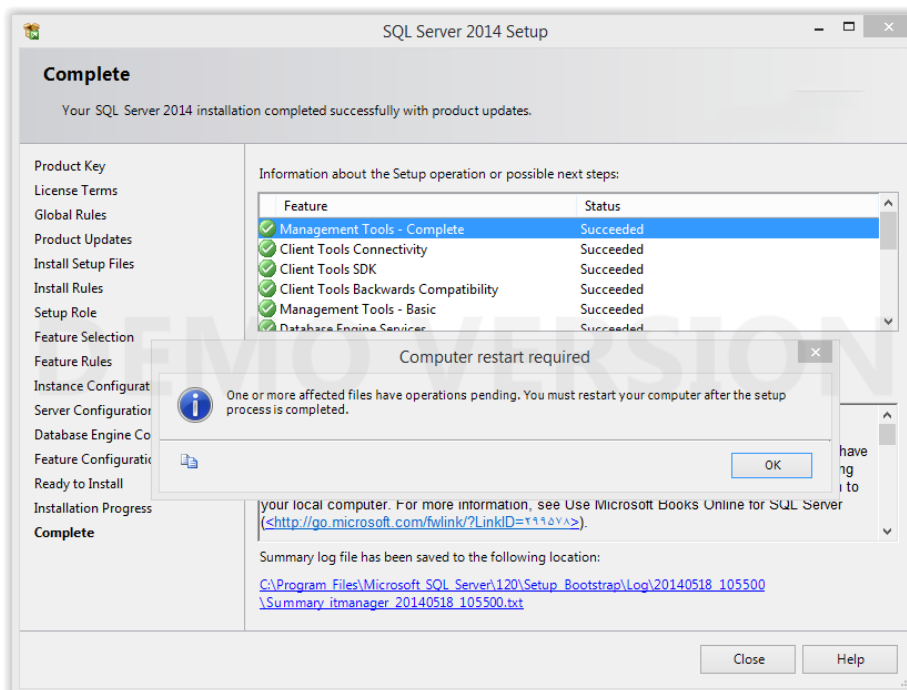 SQL Server 2014 Setup
Complete
Your SQL Server 2014 installation completed successfully with product updates.
Product Key
License Terms
Global Rules
Product Updates
Install Setup Files
Install Rules
Setup Role
Feature Selection
Feature Rules
Instance Configurat
Server Configuration
Database Engine Co
Feature Configuratio
Ready to Install
Installation Progress
Complete
Information about the Setup operation or possible next steps:
Feature Status
Management Tools - Complete Succeeded
Client Tools Connectivity Succeeded
Client Tools SDK Succeeded
Client Tools Backwards Compatibility Succeeded
Management Tools - Basic Succeeded
Database Engine Services Succeeded
DEMO VERSION
Computer restart required
One or more affected files have operations pending. You must restart your computer after the setup
process is completed.
OK
have
ng
to
your local computer. For more information, see Use Microsoft Books Online for SQL Server
(<http://go.microsoft.com/fwlink/?LinkID=٢٩٩٥٧٨>).
Summary log file has been saved to the following location:
C:\Program Files\Microsoft SQL Server\120\Setup Bootstrap\Log\20140518_105500
\Summary_itmanager_20140518_105500.txt
Close Help